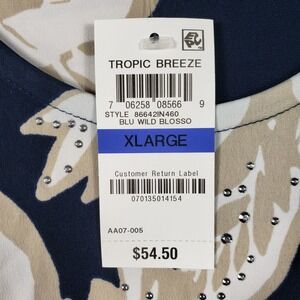 TROPIC BREEZE
7 06258 08566 9
STYLE 86642IN460
BLU WILD BLOSSO
XLARGE
Customer Return Label
070135014154
AA07-005
$54.50